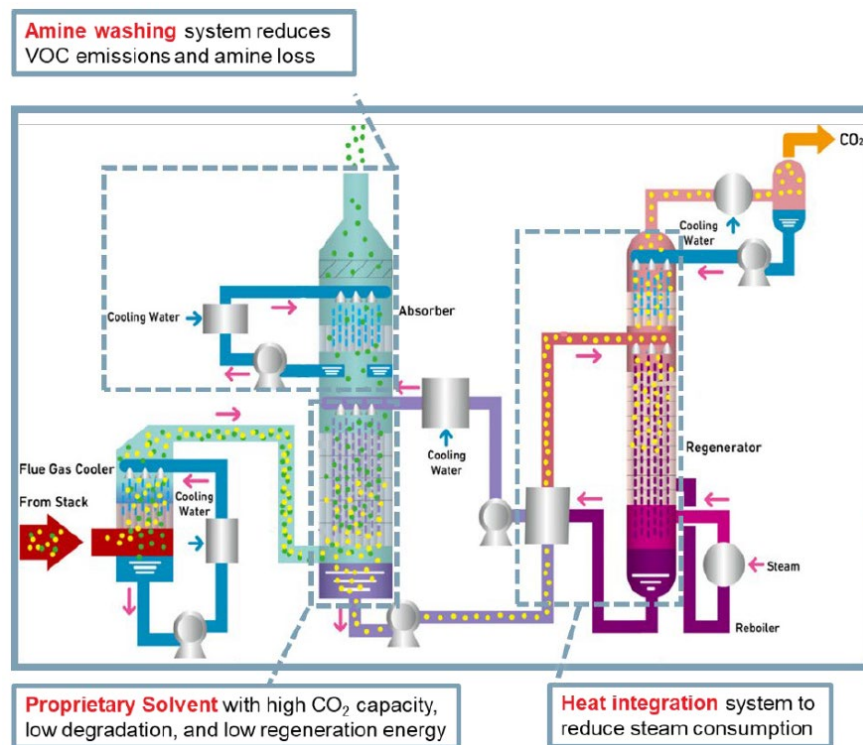 Amine washing system reduces
VOC emissions and amine loss
CO₂
Cooling
Water
Cooling Water
Absorber
Flue Gas Cooler
From Stack
Cooling
Water
Cooling
Water
Regenerator
Steam
Reboiler
Proprietary Solvent with high CO₂ capacity,
low degradation, and low regeneration energy
Heat integration system to
reduce steam consumption